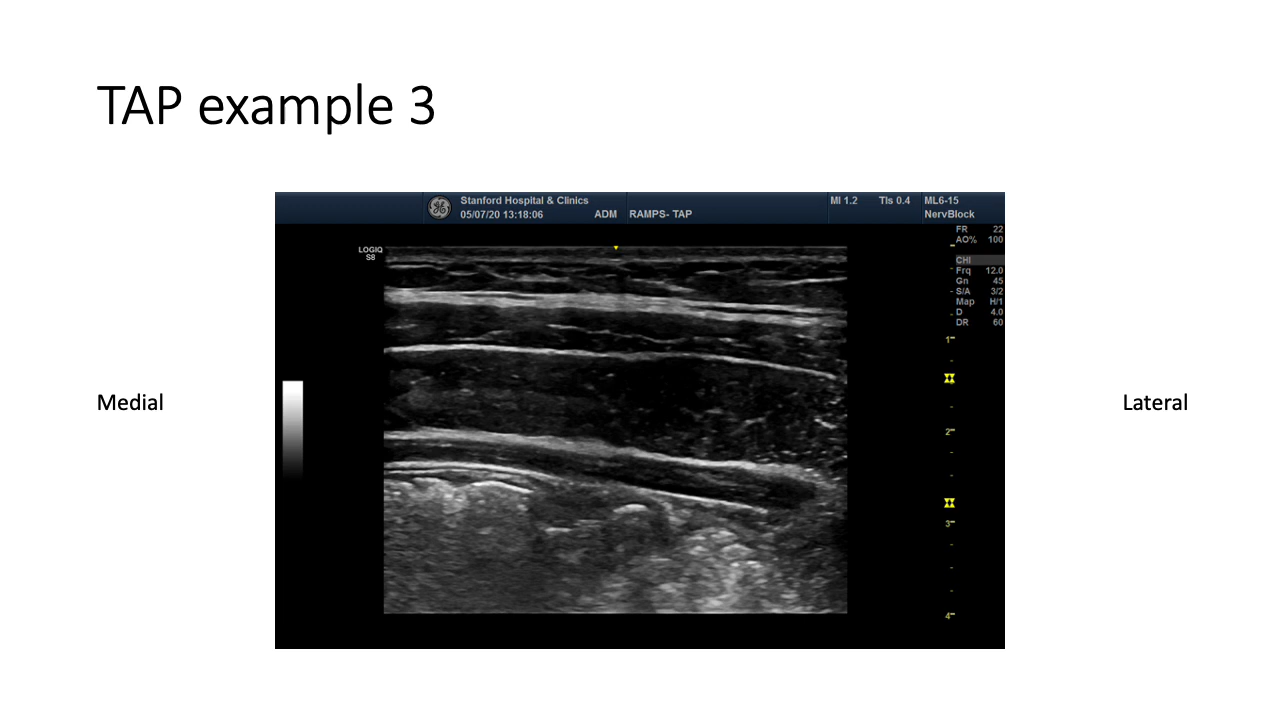 TAP example 3
Stanford Hospital & Clinics
05/07/20 13:18:06 ADM RAMPS- TAP
MI 1.2 TIs 0.4 ML6-15
NervBlock
LOGIQ
S8
FR 22
AO% 100
CHI
Frq 12.0
Gn 45
S/A 3/2
Map H/1
D 4.0
DR 60
1
2
3
4
Medial
Lateral